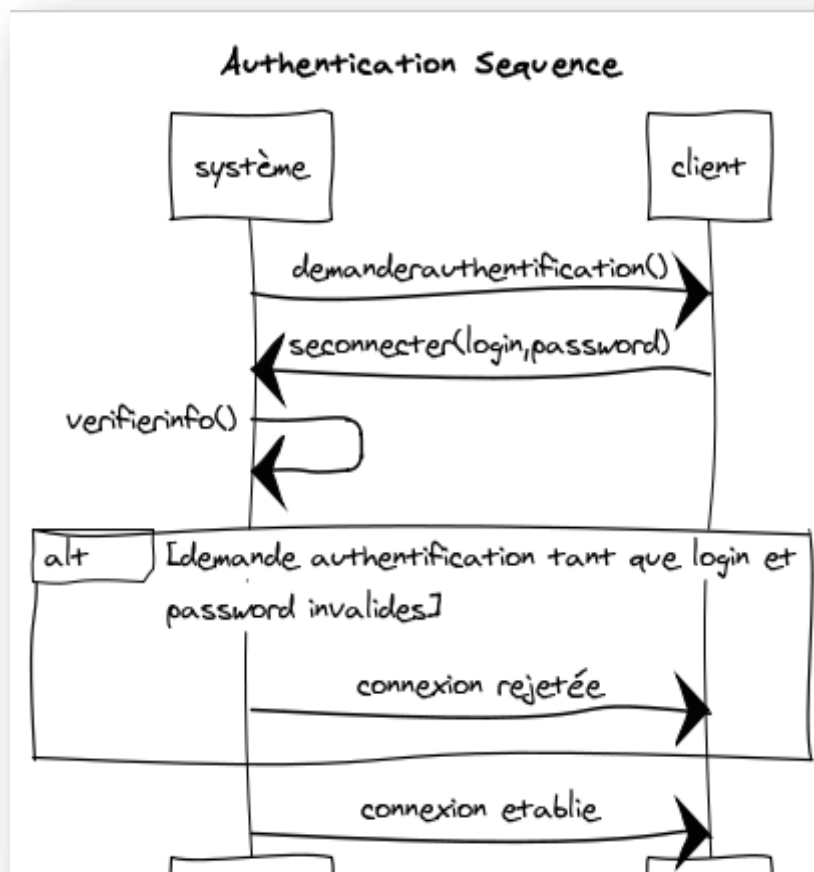 Authentication Sequence
système
client
demanderauthentification()
seconnecter(login,password)
verifierinfo()
alt
[demande authentification tant que login et
password invalides]
connexion rejetée
connexion etablie